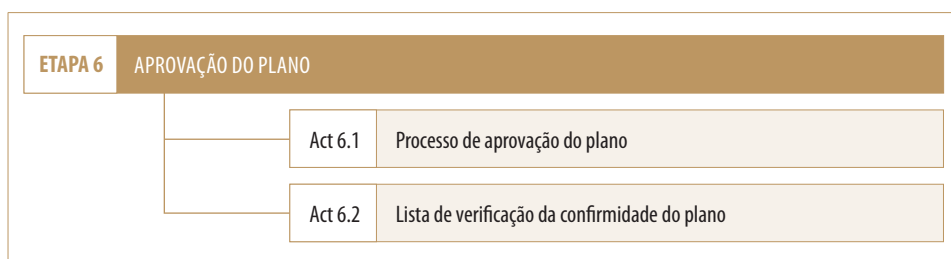 ETAPA 6 APROVAÇÃO DO PLANO
Act 6.1 Processo de aprovação do plano
Act 6.2 Lista de verificação da confirmidade do plano